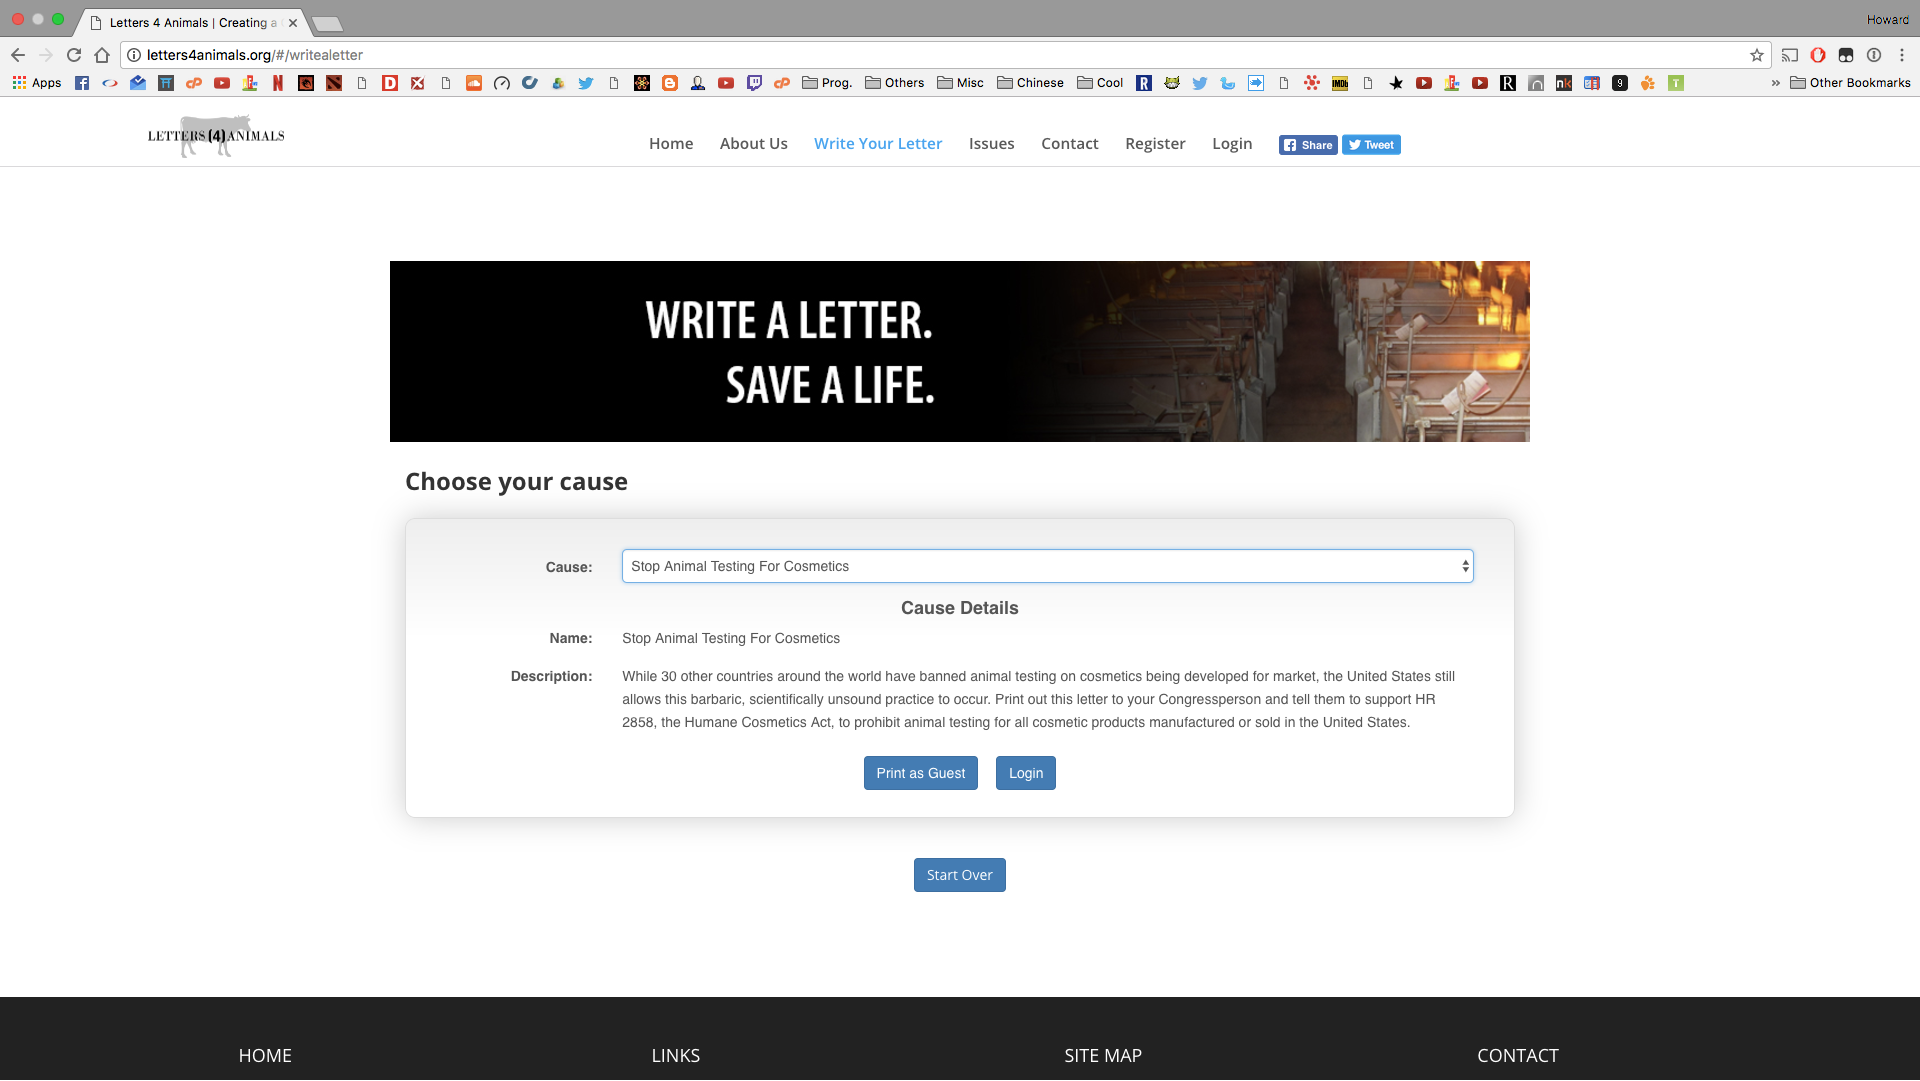 Howard
Letters 4 Animals | Creating a
letters4animals.org/#/writealetter
Apps
Prog.
Others
Misc
Chinese
Cool
Other Bookmarks
LETTERS (4) ANIMALS
Home
About Us
Write Your Letter
Issues
Contact
Register
Login
Share
Tweet
WRITE A LETTER.
SAVE A LIFE.
Choose your cause
Cause:
Stop Animal Testing For Cosmetics
Cause Details
Name:
Stop Animal Testing For Cosmetics
Description:
While 30 other countries around the world have banned animal testing on cosmetics being developed for market, the United States still
allows this barbaric, scientifically unsound practice to occur. Print out this letter to your Congressperson and tell them to support HR
2858, the Humane Cosmetics Act, to prohibit animal testing for all cosmetic products manufactured or sold in the United States.
Print as Guest
Login
Start Over
HOME
LINKS
SITE MAP
CONTACT